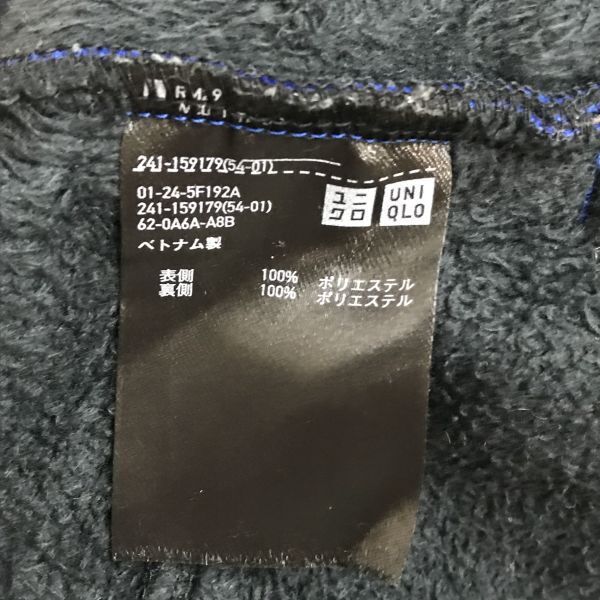 241-159179(54-01)
01-24-5F192A
241-159179(54-01)
62-0A6A-A8B
ベトナム製
ユニ
クロ
UNI
QLO
表側 100% ポリエステル
裏側 100% ポリエステル